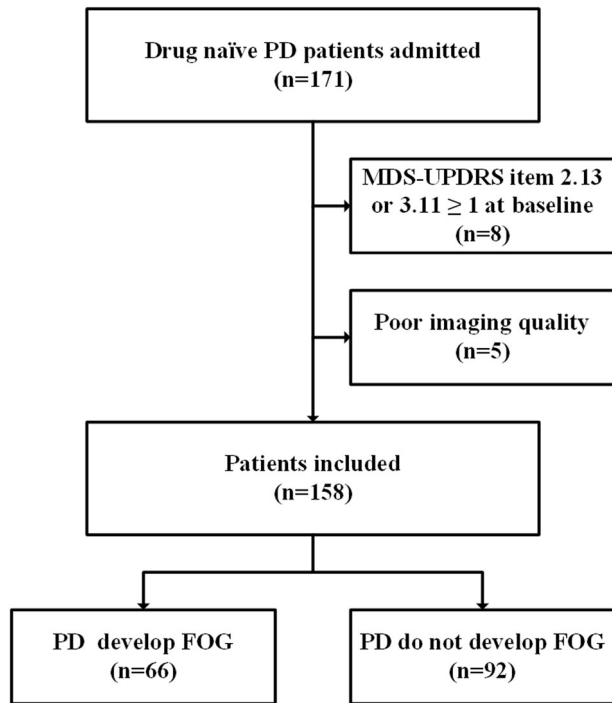 Drug naïve PD patients admitted
(n=171)
MDS-UPDRS item 2.13
or 3.11 ≥ 1 at baseline
(n=8)
Poor imaging quality
(n=5)
Patients included
(n=158)
PD develop FOG
(n=66)
PD do not develop FOG
(n=92)